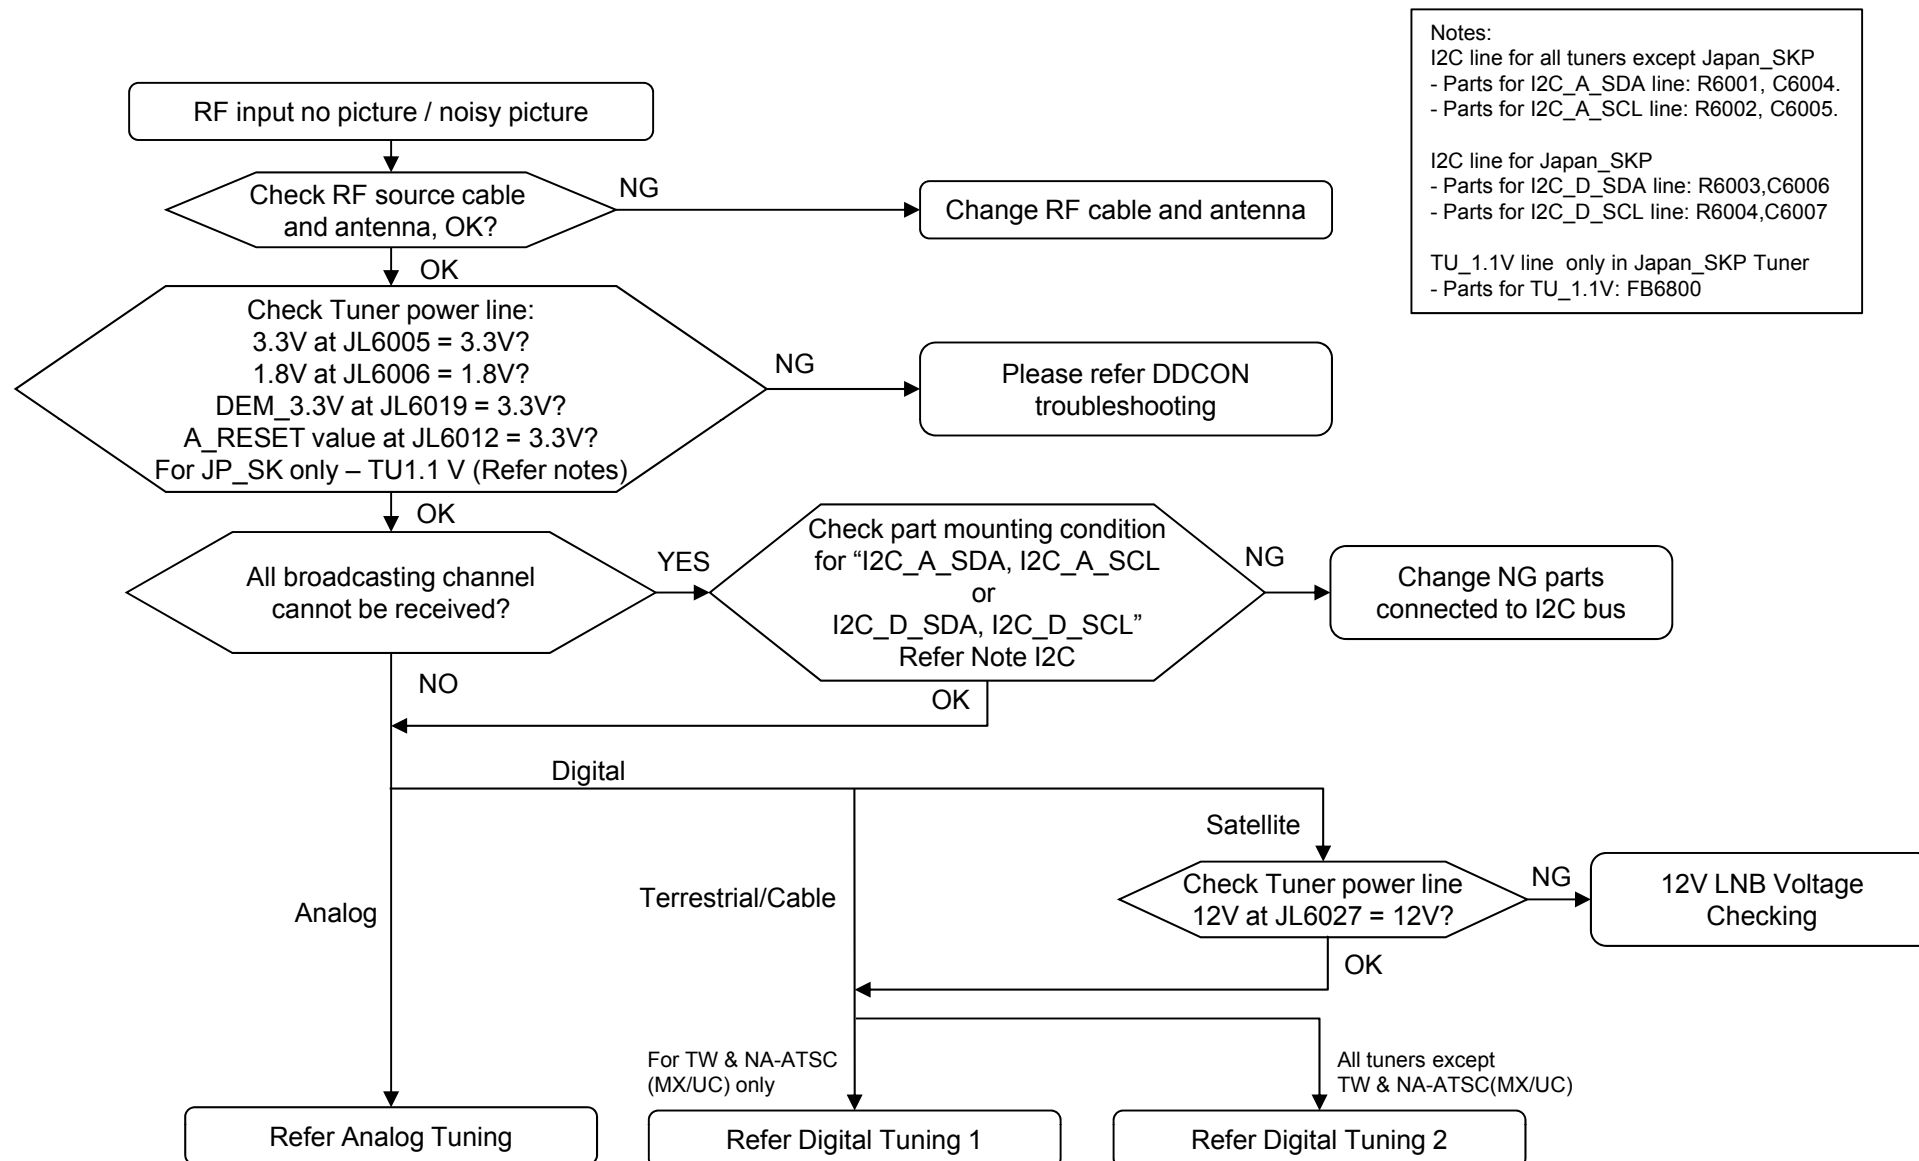 Notes:
I2C line for all tuners except Japan_SKP
- Parts for I2C_A_SDA line: R6001, C6004.
- Parts for I2C_A_SCL line: R6002, C6005.
I2C line for Japan_SKP
- Parts for I2C_D_SDA line: R6003,C6006
- Parts for I2C_D_SCL line: R6004,C6007
TU_1.1V line only in Japan_SKP Tuner
- Parts for TU_1.1V: FB6800
RF input no picture / noisy picture
Check RF source cable
and antenna, OK?
NG
Change RF cable and antenna
OK
Check Tuner power line:
3.3V at JL6005 = 3.3V?
1.8V at JL6006 = 1.8V?
DEM_3.3V at JL6019 = 3.3V?
A_RESET value at JL6012 = 3.3V?
For JP_SK only – TU1.1 V (Refer notes)
NG
Please refer DDCON
troubleshooting
OK
All broadcasting channel
cannot be received?
YES
Check part mounting condition
for “I2C_A_SDA, I2C_A_SCL
or
I2C_D_SDA, I2C_D_SCL”
Refer Note I2C
NG
Change NG parts
connected to I2C bus
NO
OK
Digital
Satellite
Analog
Terrestrial/Cable
Check Tuner power line
12V at JL6027 = 12V?
NG
12V LNB Voltage
Checking
OK
For TW & NA-ATSC
(MX/UC) only
All tuners except
TW & NA-ATSC(MX/UC)
Refer Analog Tuning
Refer Digital Tuning 1
Refer Digital Tuning 2